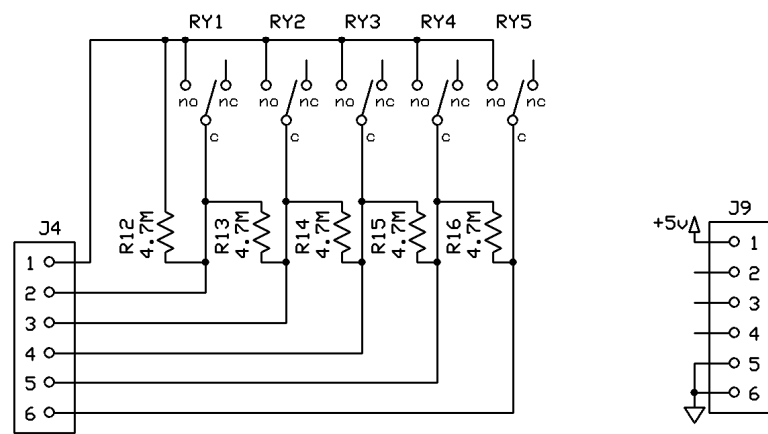 RY1 RY2 RY3 RY4 RY5
no nc no nc no nc no nc no nc
c c c c c
R12 4.7M R13 4.7M R14 4.7M R15 4.7M R16 4.7M
J4
1
2
3
4
5
6
J9
+5v
1
2
3
4
5
6